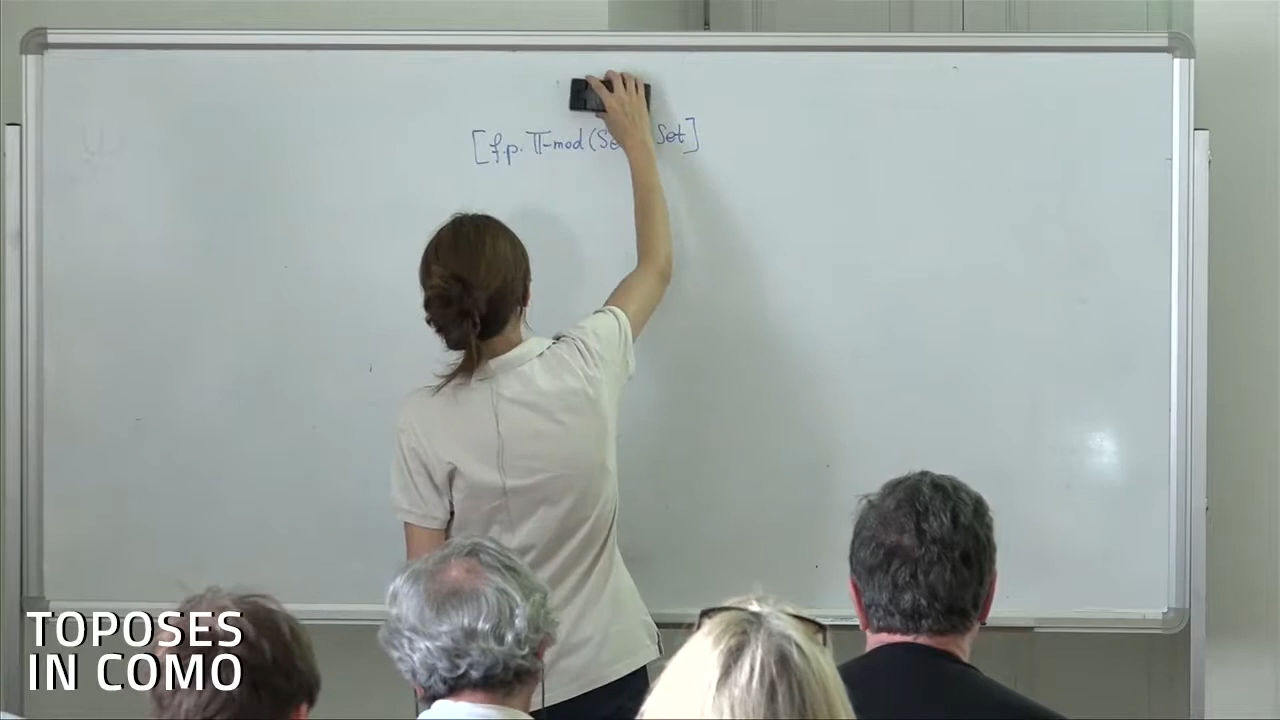 [f.p. 𝕋-mod(Se Set]
TOPOSES
IN COMO